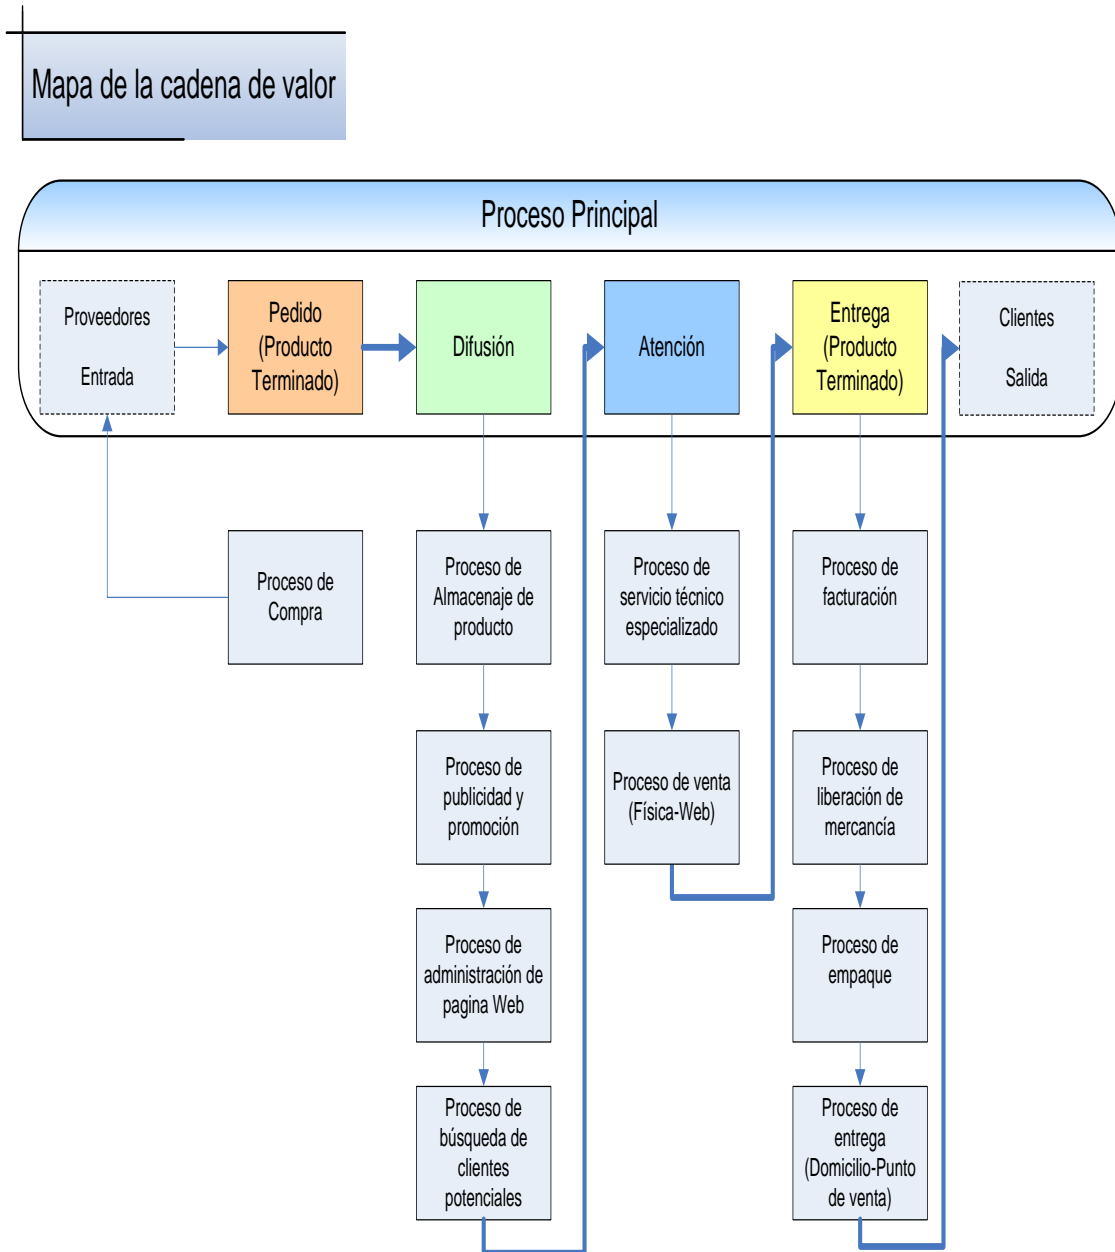 Mapa de la cadena de valor
Proceso Principal
Proveedores
Entrada
Pedido
(Producto
Terminado)
Difusión
Atención
Entrega
(Producto
Terminado)
Clientes
Salida
Proceso de
Compra
Proceso de
Almacenaje de
producto
Proceso de
servicio técnico
especializado
Proceso de
facturación
Proceso de
publicidad y
promoción
Proceso de venta
(Física-Web)
Proceso de
liberación de
mercancía
Proceso de
administración de
pagina Web
Proceso de
empaque
Proceso de
búsqueda de
clientes
potenciales
Proceso de
entrega
(Domicilio-Punto
de venta)